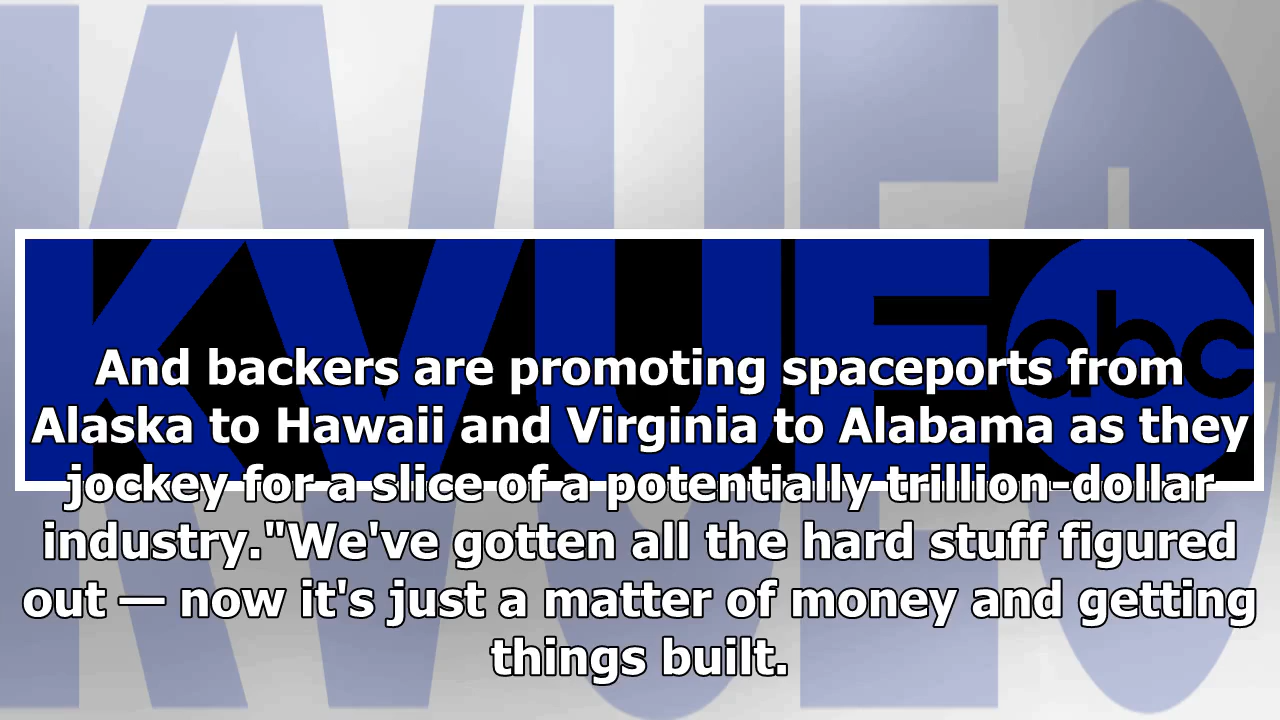 KVUE abc
And backers are promoting spaceports from
Alaska to Hawaii and Virginia to Alabama as they
jockey for a slice of a potentially trillion-dollar
industry."We've gotten all the hard stuff figured
out — now it's just a matter of money and getting
things built.